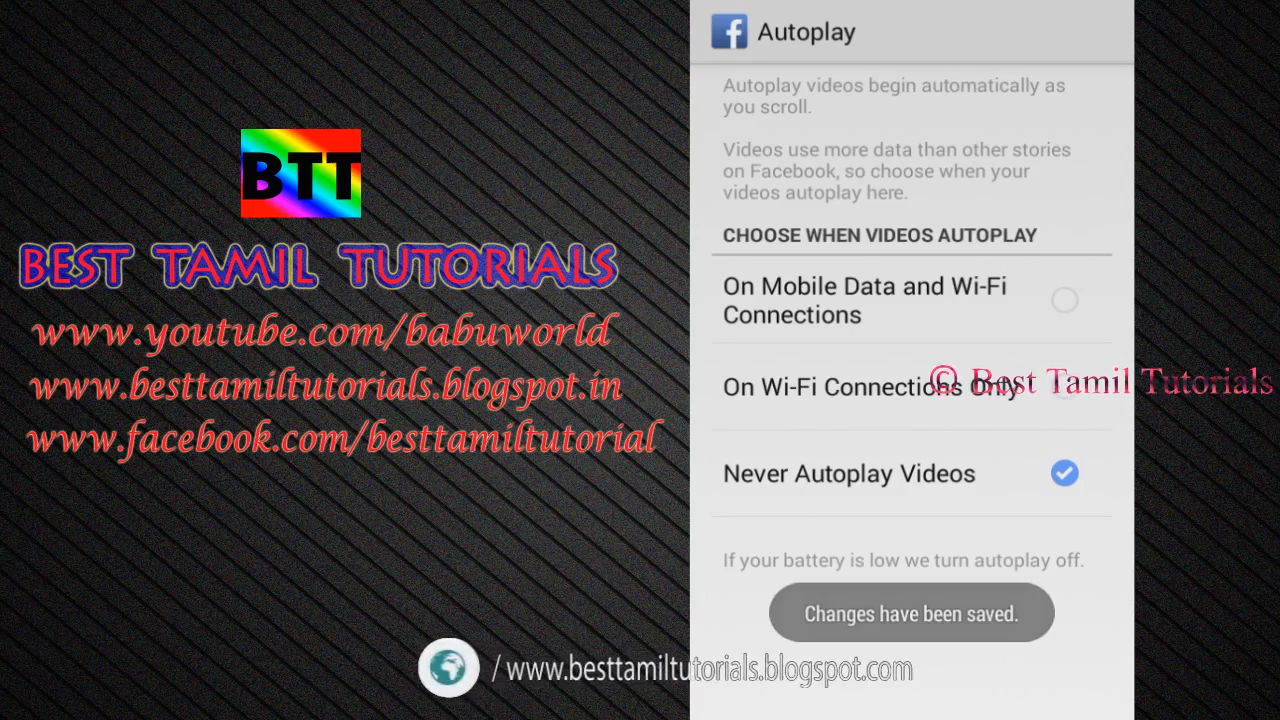 BTT
BEST TAMIL TUTORIALS
www.youtube.com/babuworld
www.besttamiltutorials.blogspot.in
www.facebook.com/besttamiltutorial
Autoplay
Autoplay videos begin automatically as
you scroll.
Videos use more data than other stories
on Facebook, so choose when your
videos autoplay here.
CHOOSE WHEN VIDEOS AUTOPLAY
On Mobile Data and Wi-Fi
Connections
On Wi-Fi Connections Only
© Best Tamil Tutorials
Never Autoplay Videos
If your battery is low we turn autoplay off.
Changes have been saved.
/ www.besttamiltutorials.blogspot.com